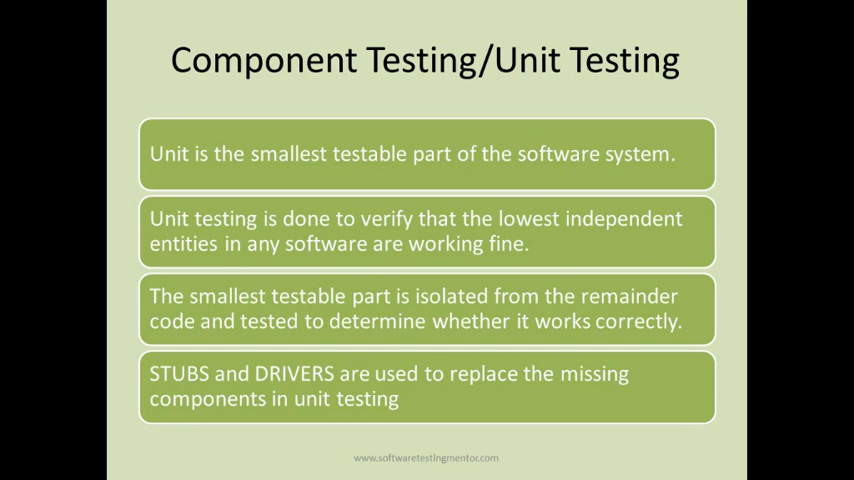 Component Testing/Unit Testing
Unit is the smallest testable part of the software system.
Unit testing is done to verify that the lowest independent
entities in any software are working fine.
The smallest testable part is isolated from the remainder
code and tested to determine whether it works correctly.
STUBS and DRIVERS are used to replace the missing
components in unit testing
www.softwaretestingmentor.com